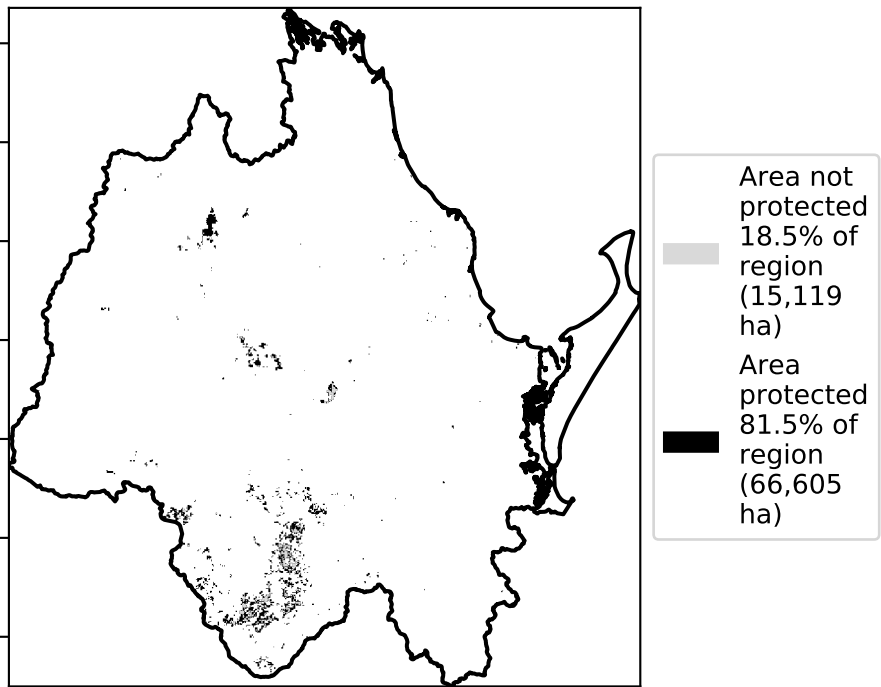 Area not
protected
18.5% of
region
(15,119
ha)
Area
protected
81.5% of
region
(66,605
ha)